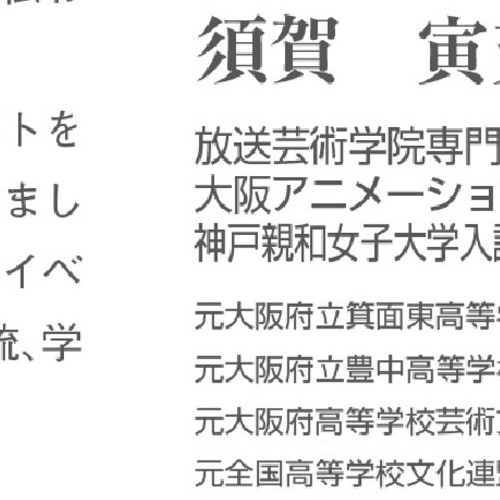 トを
まし
イベ
流、学
須賀　寅
放送芸術学院専門
大阪アニメーショ
神戸親和女子大学入
元大阪府立箕面東高等
元大阪府立豊中高等学
元大阪府高等学校芸術
元全国高等学校文化連